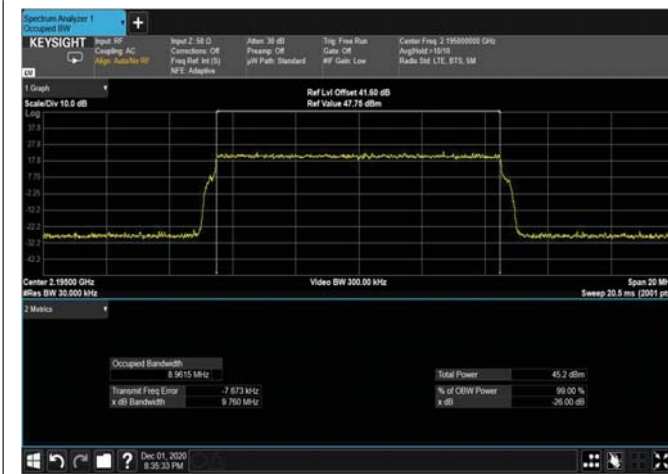 Spectrum Analyzer 1
Occupied BW
KEYSIGHT
Input: RF
Coupling: AC
Align: Auto/No RF
Input Z: 50 Ω
Corrections: Off
Freq Ref: Int (S)
NFE: Adaptive
Atten: 30 dB
Preamp: Off
µW Path: Standard
Trig: Free Run
Gate: Off
#IF Gain: Low
Center Freq: 2.195000000 GHz
Avg|Hold:>10/10
Radio Std: LTE, BTS, 5M
LXI
1 Graph
Scale/Div 10.0 dB
Ref Lvl Offset 41.60 dB
Ref Value 47.75 dBm
Log
37.8
27.8
17.8
7.75
-2.25
-12.2
-22.2
-32.2
-42.2
Center 2.19500 GHz
#Res BW 30.000 kHz
Video BW 300.00 kHz
Span 20 MH
Sweep 20.5 ms (2001 pt
2 Metrics
Occupied Bandwidth
8.9615 MHz
Transmit Freq Error -7.673 kHz
x dB Bandwidth 9.760 MHz
Total Power 45.2 dBm
% of OBW Power 99.00 %
x dB -26.00 dB
Dec 01, 2020
8:35:33 PM